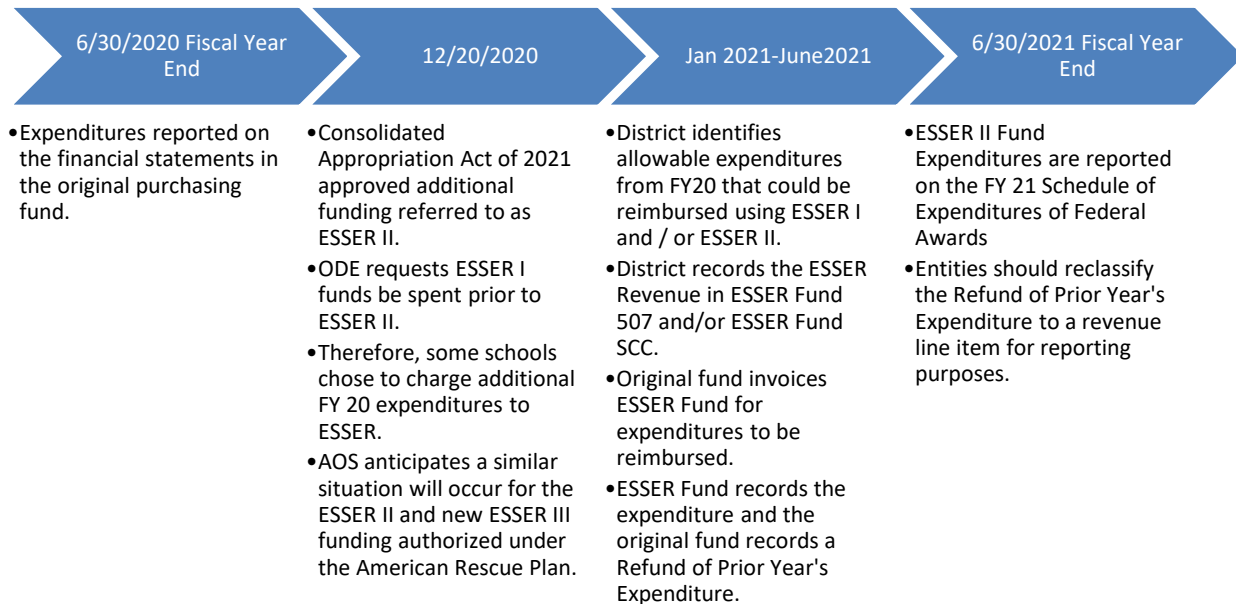 6/30/2020 Fiscal Year
End
•Expenditures reported on
the financial statements in
the original purchasing
fund.
12/20/2020
•Consolidated
Appropriation Act of 2021
approved additional
funding referred to as
ESSER II.
•ODE requests ESSER I
funds be spent prior to
ESSER II.
•Therefore, some schools
chose to charge additional
FY 20 expenditures to
ESSER.
•AOS anticipates a similar
situation will occur for the
ESSER II and new ESSER III
funding authorized under
the American Rescue Plan.
Jan 2021-June2021
•District identifies
allowable expenditures
from FY20 that could be
reimbursed using ESSER I
and / or ESSER II.
•District records the ESSER
Revenue in ESSER Fund
507 and/or ESSER Fund
SCC.
•Original fund invoices
ESSER Fund for
expenditures to be
reimbursed.
•ESSER Fund records the
expenditure and the
original fund records a
Refund of Prior Year's
Expenditure.
6/30/2021 Fiscal Year
End
•ESSER II Fund
Expenditures are reported
on the FY 21 Schedule of
Expenditures of Federal
Awards
•Entities should reclassify
the Refund of Prior Year's
Expenditure to a revenue
line item for reporting
purposes.